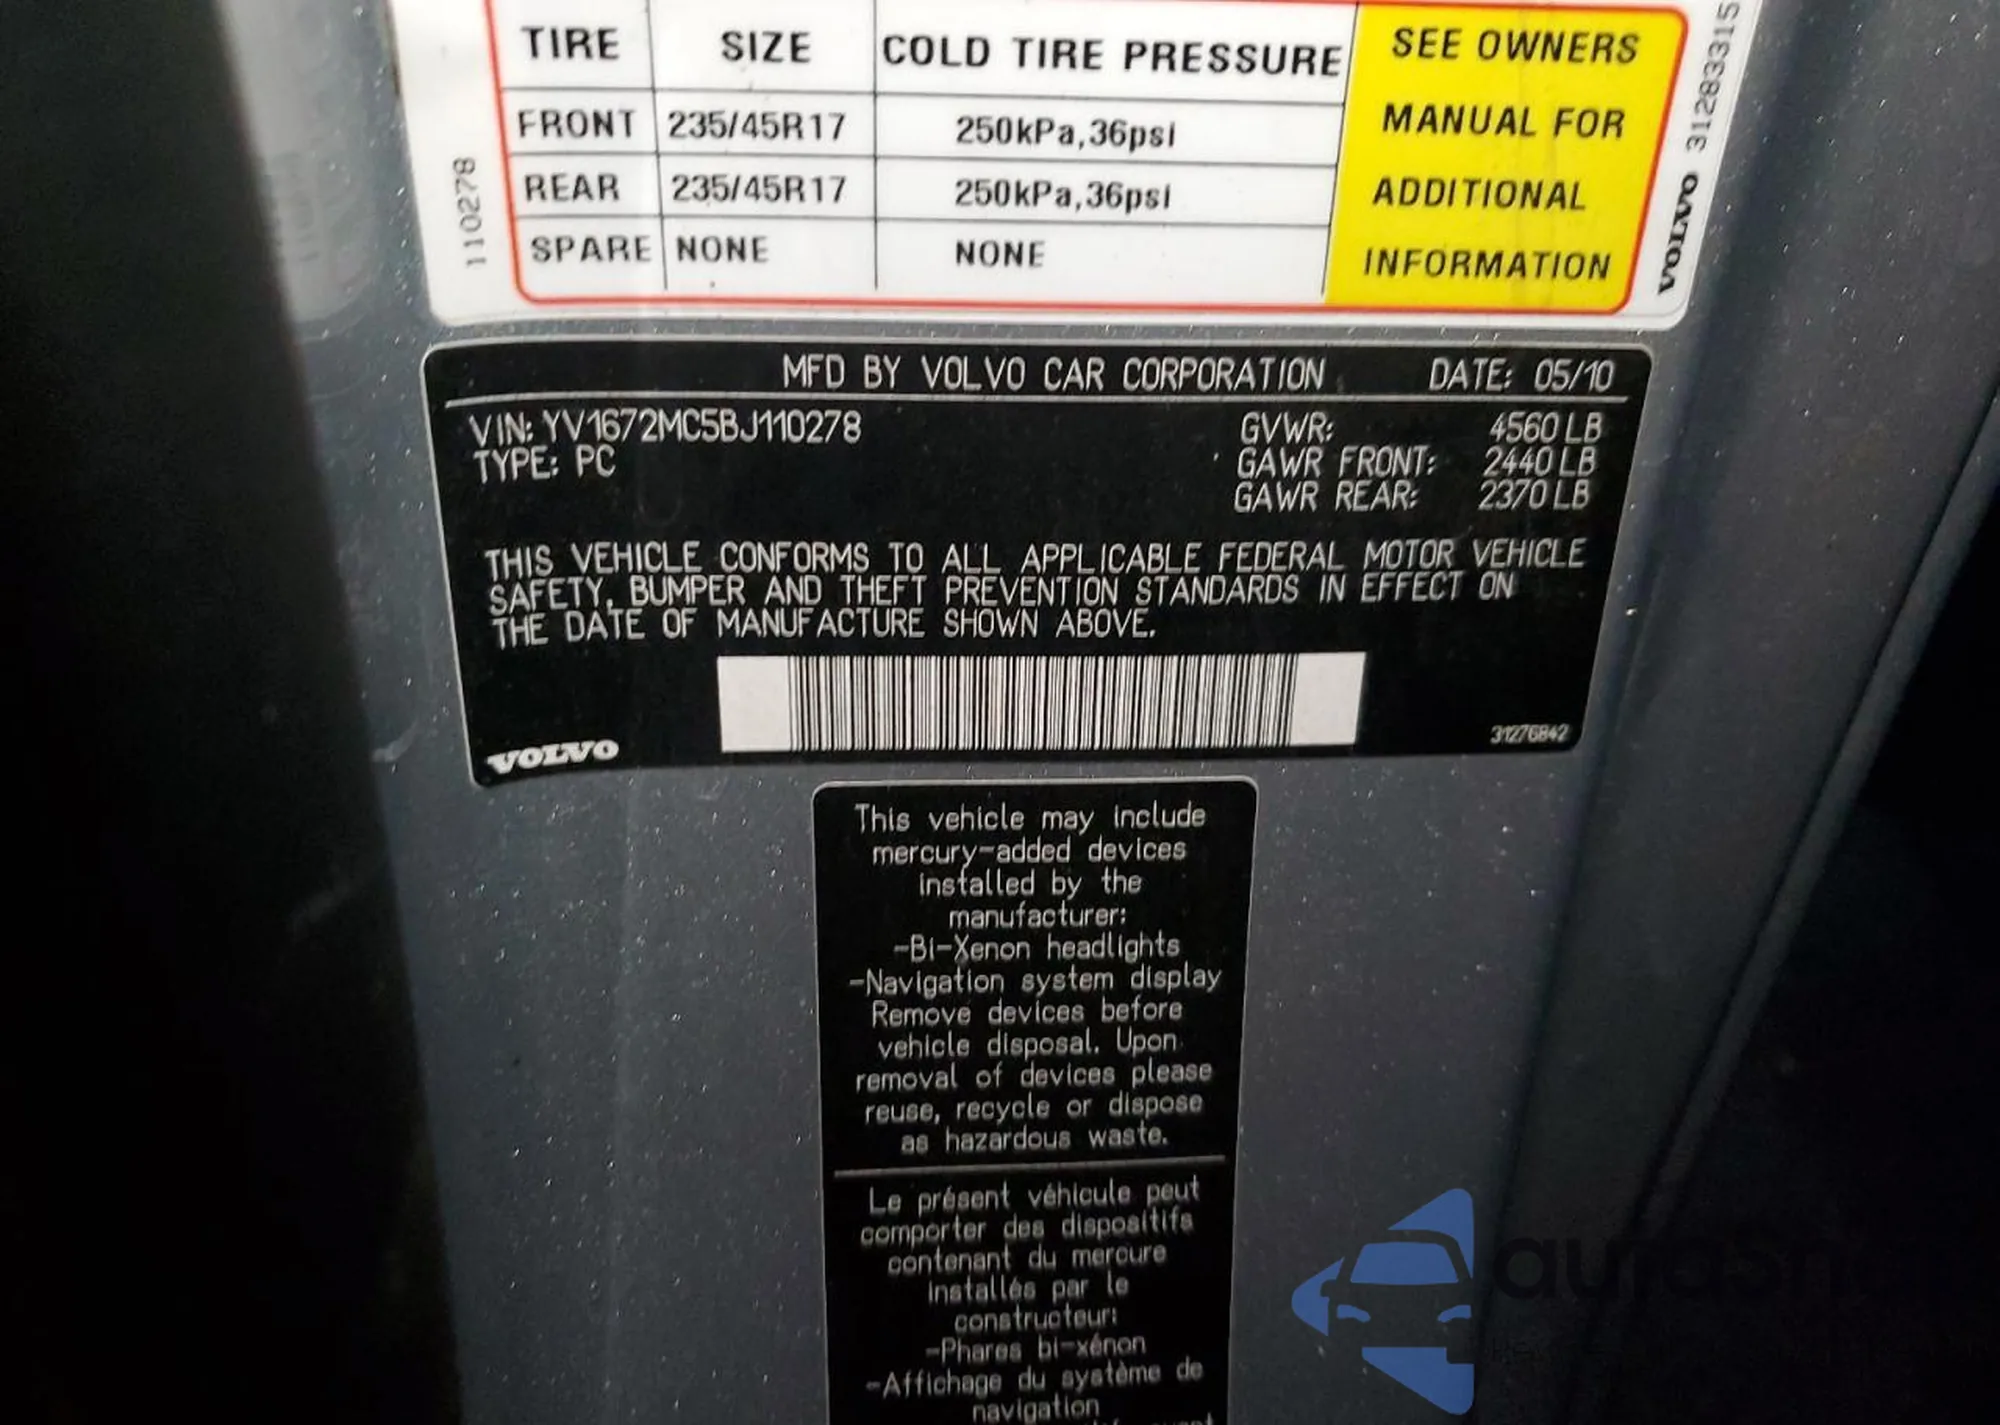 TIRE SIZE COLD TIRE PRESSURE SEE OWNERS
FRONT 235/45R17 250kPa,36psi MANUAL FOR
REAR 235/45R17 250kPa,36psi ADDITIONAL
SPARE NONE NONE INFORMATION
110278
VOLVO 31283315
MFD BY VOLVO CAR CORPORATION DATE: 05/10
VIN: YV1672MC5BJ110278 GVWR: 4560 LB
TYPE: PC GAWR FRONT: 2440 LB
GAWR REAR: 2370 LB
THIS VEHICLE CONFORMS TO ALL APPLICABLE FEDERAL MOTOR VEHICLE
SAFETY, BUMPER AND THEFT PREVENTION STANDARDS IN EFFECT ON
THE DATE OF MANUFACTURE SHOWN ABOVE.
VOLVO 31276842
This vehicle may include
mercury-added devices
installed by the
manufacturer:
-Bi-Xenon headlights
-Navigation system display
Remove devices before
vehicle disposal. Upon
removal of devices please
reuse, recycle or dispose
as hazardous waste.
Le présent véhicule peut
comporter des dispositifs
contenant du mercure
installés par le
constructeur:
-Phares bi-xénon
-Affichage du système de
navigation